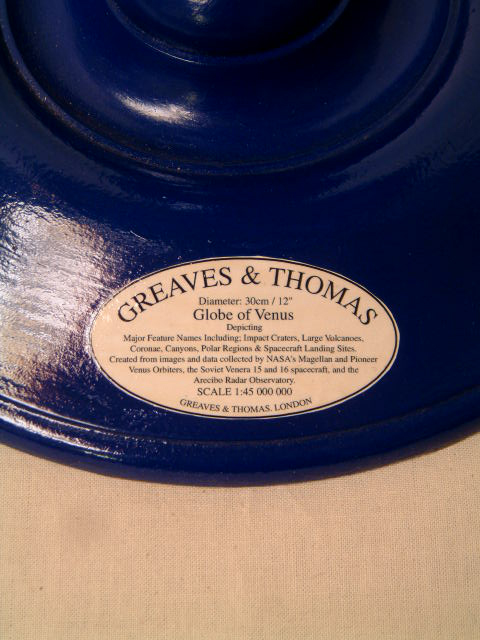 GREAVES & THOMAS
Diameter: 30cm / 12"
Globe of Venus
Depicting
Major Feature Names Including; Impact Craters, Large Volcanoes,
Coronae, Canyons, Polar Regions & Spacecraft Landing Sites.
Created from images and data collected by NASA's Magellan and Pioneer
Venus Orbiters, the Soviet Venera 15 and 16 spacecraft, and the
Arecibo Radar Observatory.
SCALE 1:45 000 000
GREAVES & THOMAS. LONDON